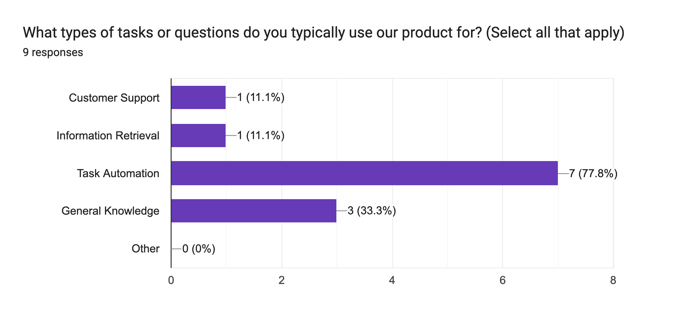 What types of tasks or questions do you typically use our product for? (Select all that apply)
9 responses
Customer Support 1 (11.1%)
Information Retrieval 1 (11.1%)
Task Automation 7 (77.8%)
General Knowledge 3 (33.3%)
Other 0 (0%)
0 2 4 6 8